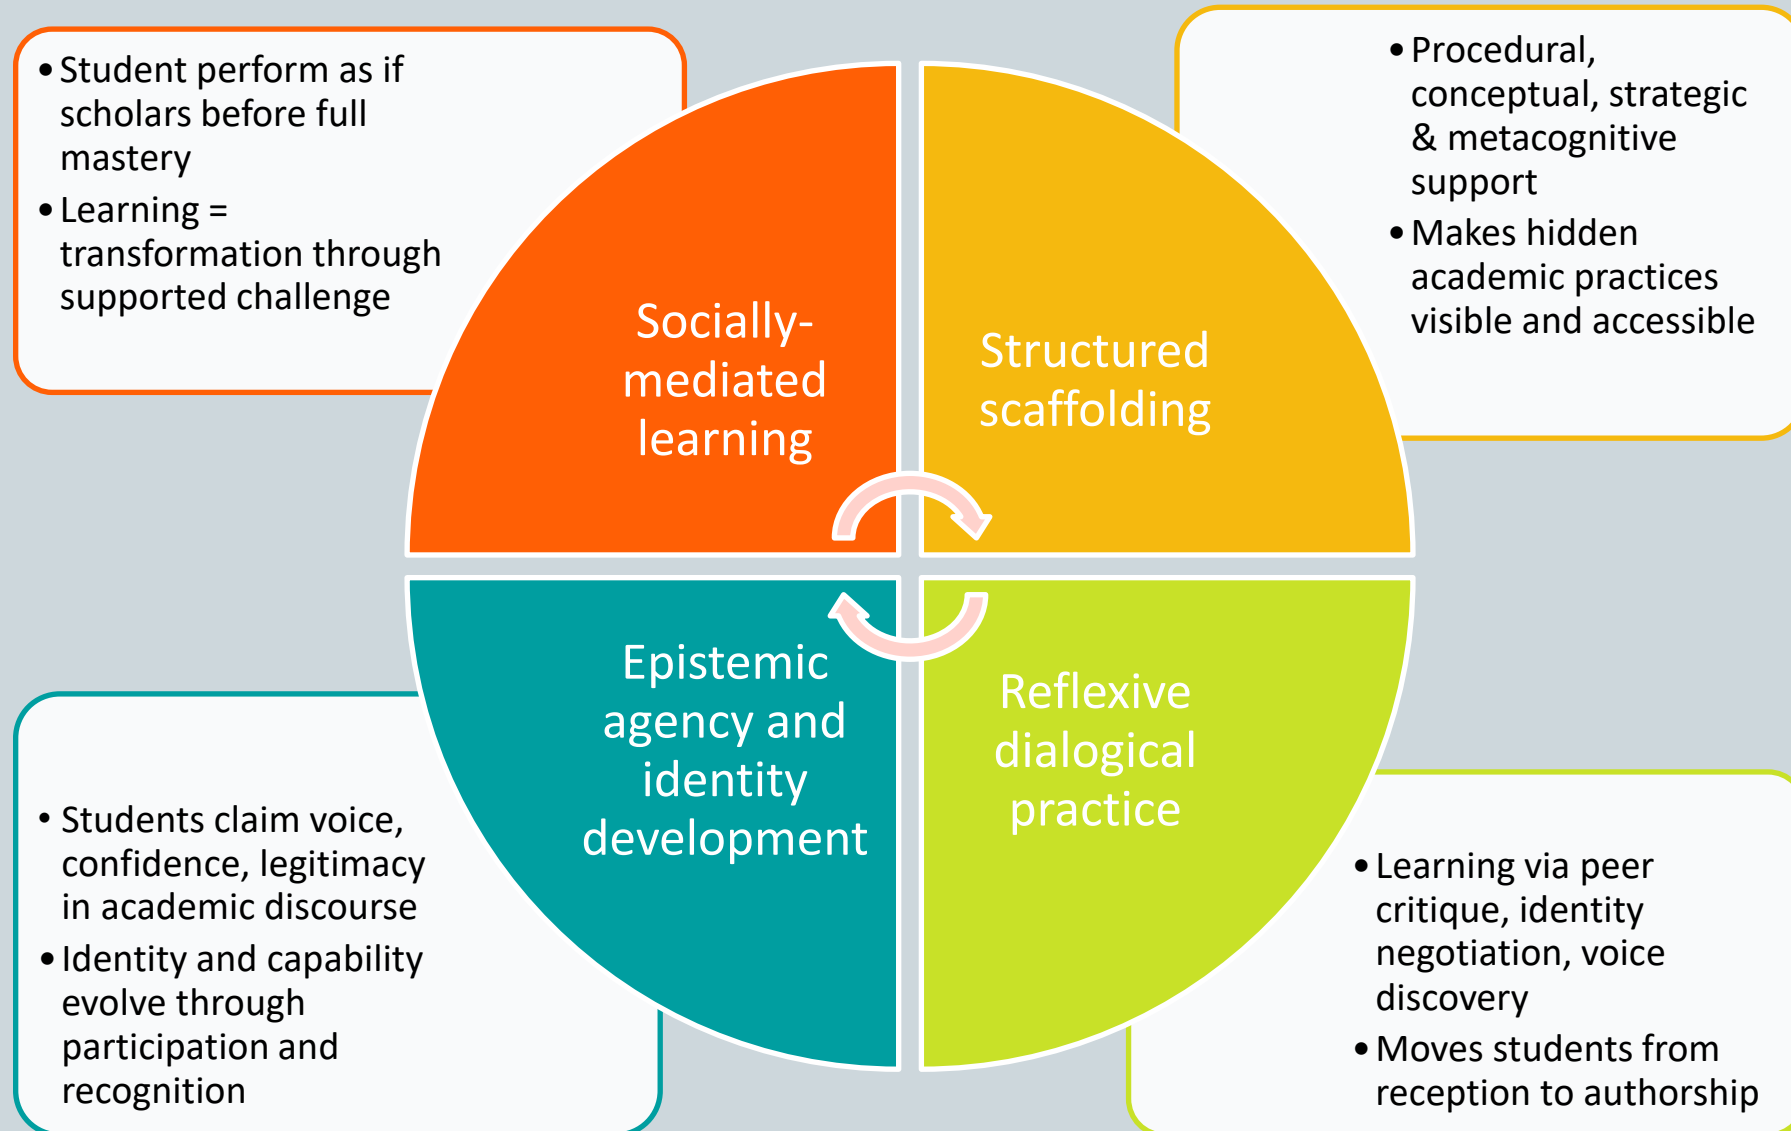 • Student perform as if
scholars before full
mastery
• Learning =
transformation through
supported challenge
• Procedural,
conceptual, strategic
& metacognitive
support
• Makes hidden
academic practices
visible and accessible
Socially-
mediated
learning
Structured
scaffolding
Epistemic
agency and
identity
development
Reflexive
dialogical
practice
• Students claim voice,
confidence, legitimacy
in academic discourse
• Identity and capability
evolve through
participation and
recognition
• Learning via peer
critique, identity
negotiation, voice
discovery
• Moves students from
reception to authorship